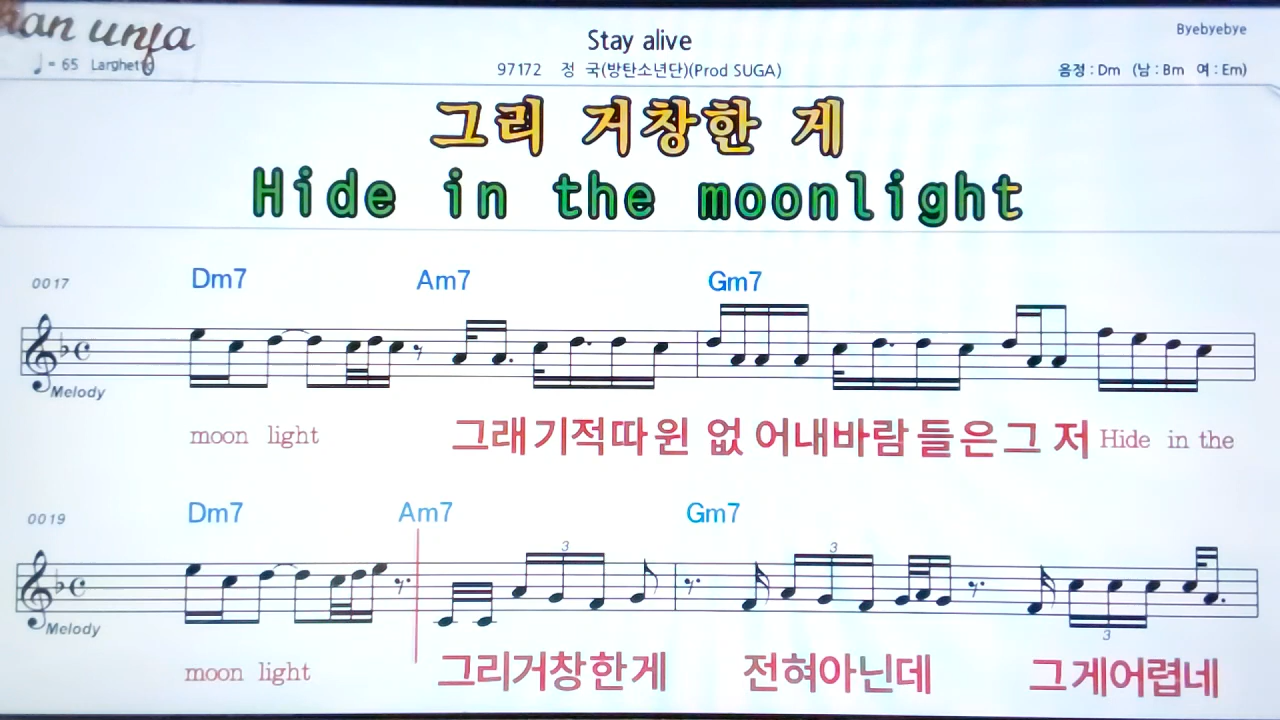 Byebyebye
Stay alive
♩= 65 Larghetto
97172 정 국(방탄소년단)(Prod SUGA)
음정 : Dm (남 : Bm 여 : Em)
그리 거창한 게
Hide in the moonlight
0017 Dm7 Am7 Gm7
Melody
moon light 그래기적따윈 없 어내바람 들은그 저 Hide in the
0019 Dm7 Am7 Gm7
3 3
Melody
3
moon light 그리거창한게 전혀아닌데 그게어렵네